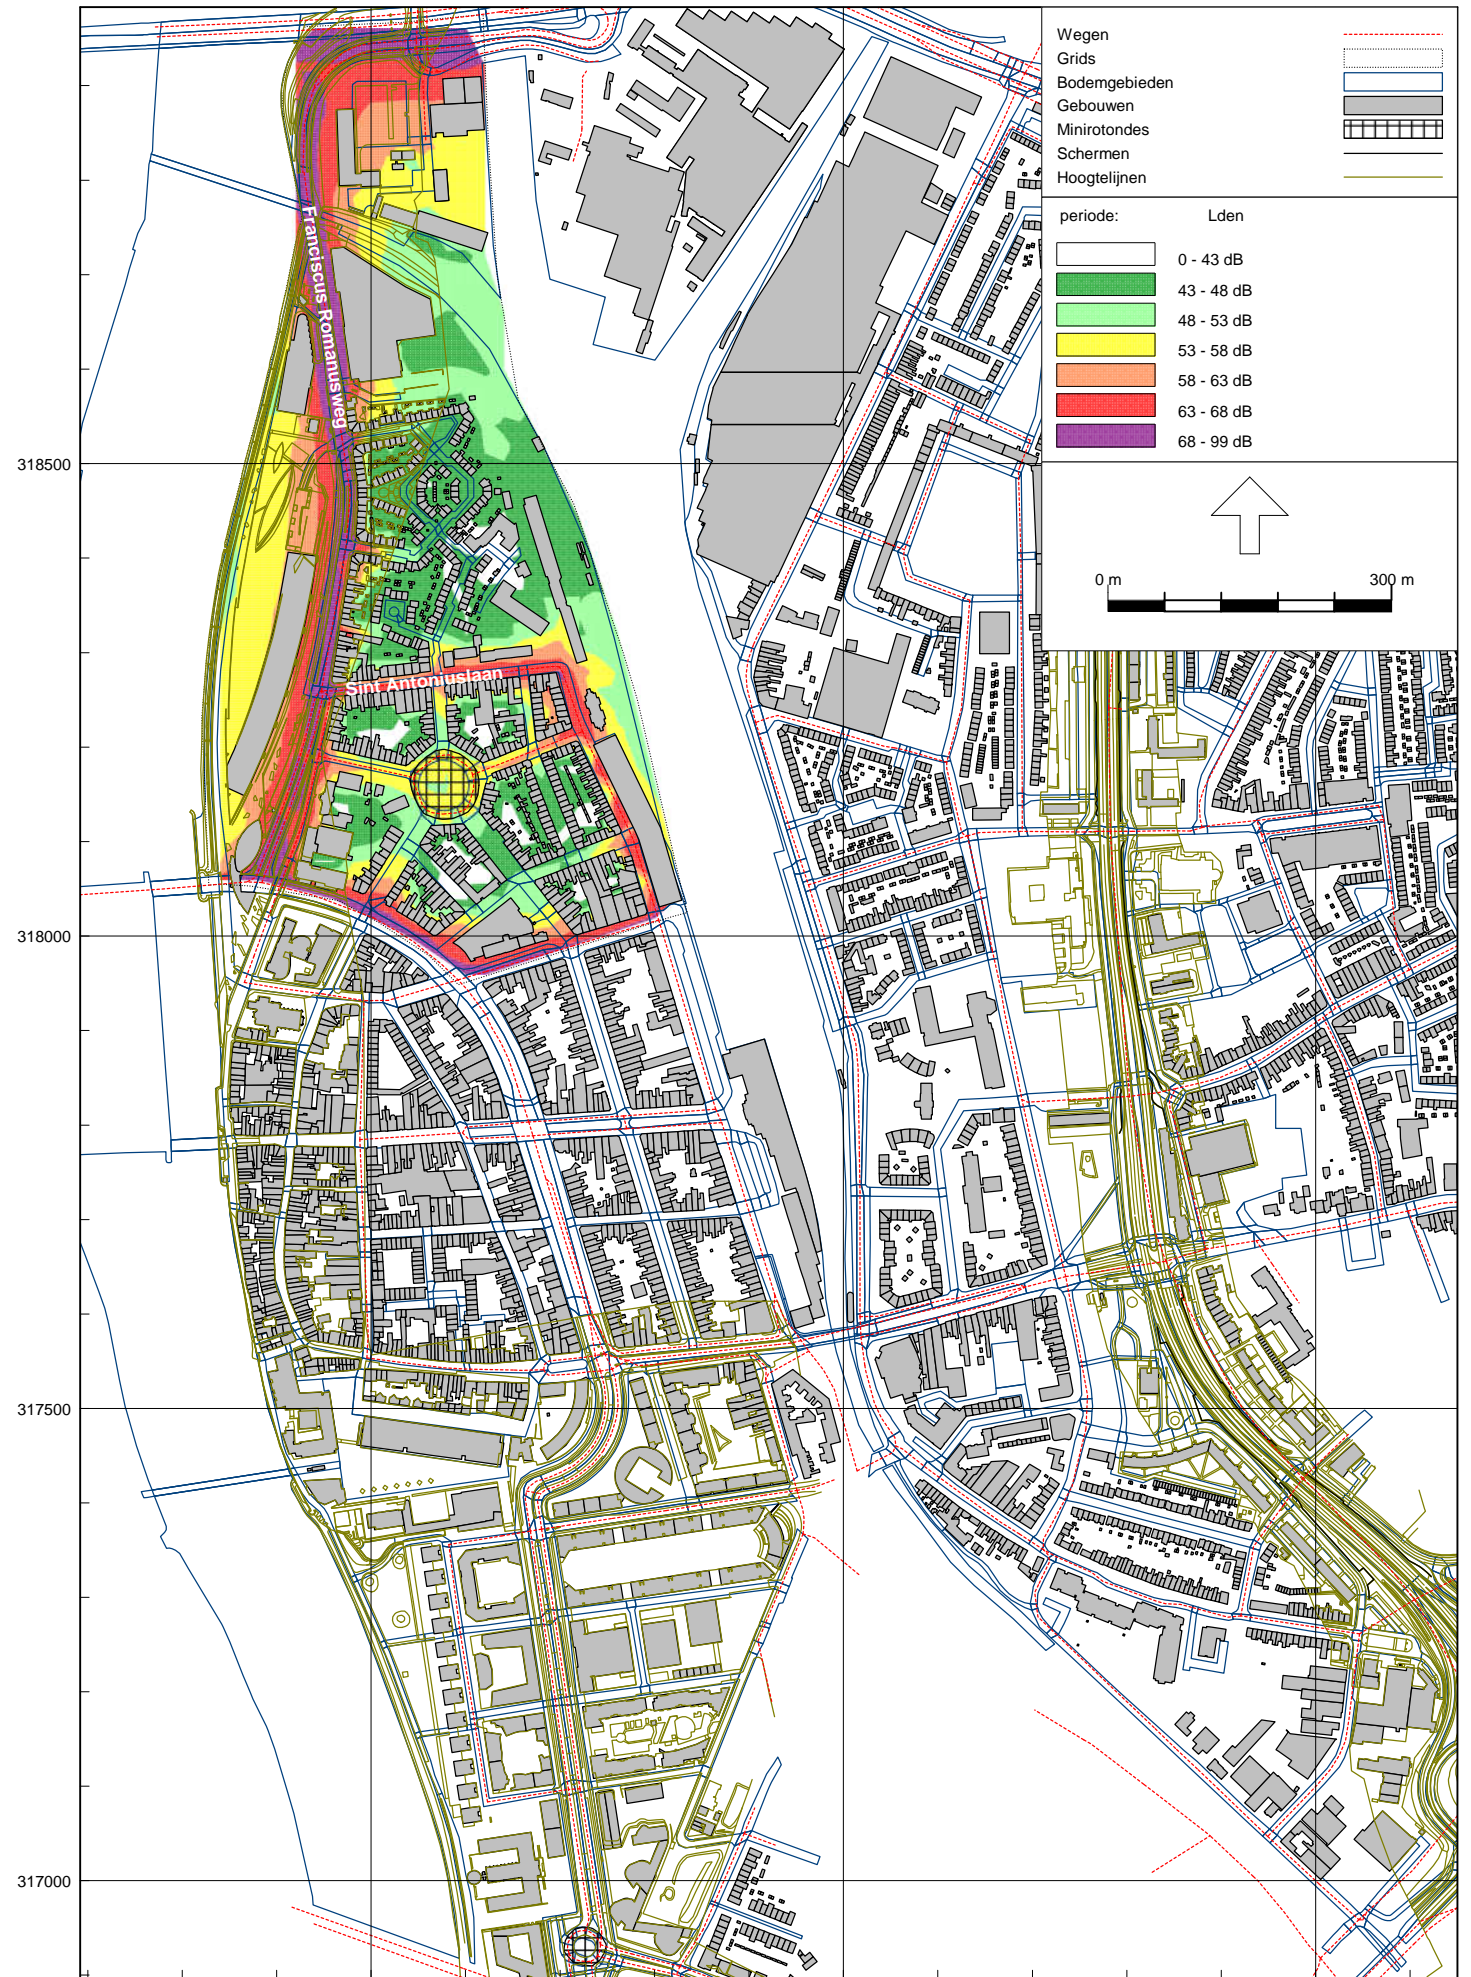 Wegen
Grids
Bodemgebieden
Gebouwen
Minirotondes
Schermen
Hoogtelijnen
periode: Lden
0 - 43 dB
43 - 48 dB
48 - 53 dB
53 - 58 dB
58 - 63 dB
63 - 68 dB
68 - 99 dB
0 m 300 m
Franciscus Romanusweg
Sint Antoniuslaan
318500
318000
317500
317000